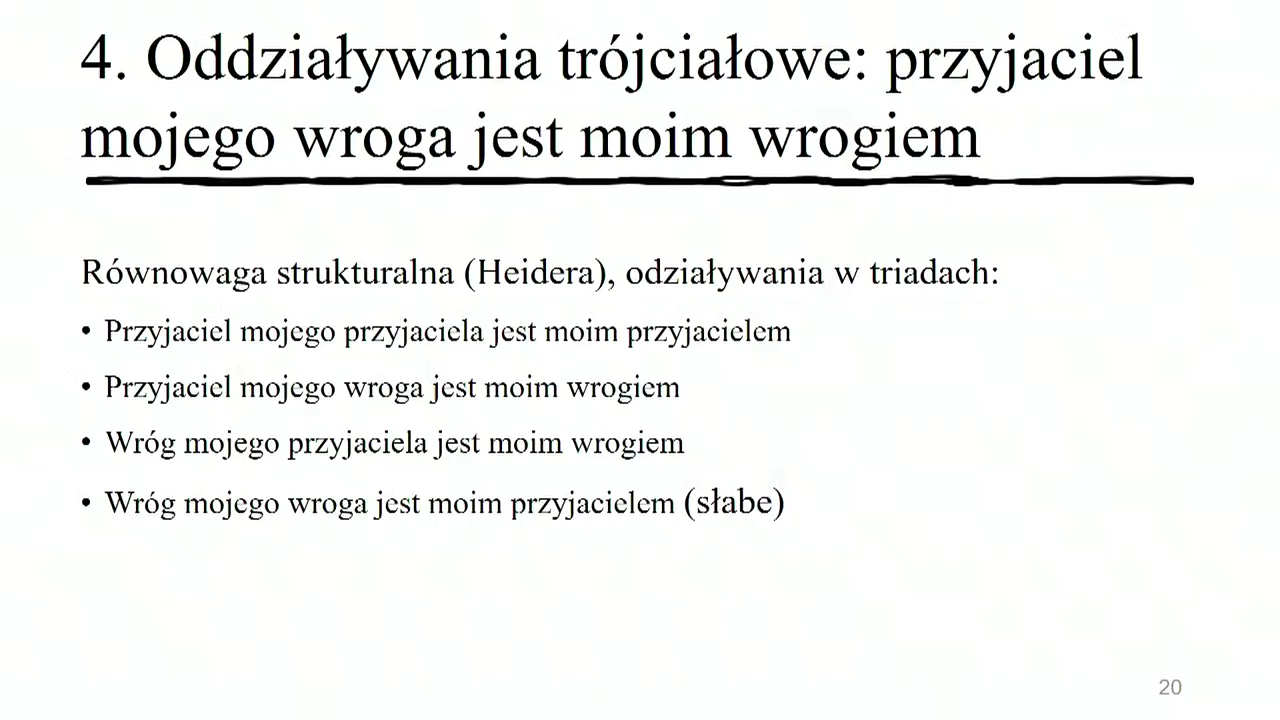 4. Oddziaływania trójciałowe: przyjaciel
mojego wroga jest moim wrogiem
Równowaga strukturalna (Heidera), odziaływania w triadach:
• Przyjaciel mojego przyjaciela jest moim przyjacielem
• Przyjaciel mojego wroga jest moim wrogiem
• Wróg mojego przyjaciela jest moim wrogiem
• Wróg mojego wroga jest moim przyjacielem (słabe)
20